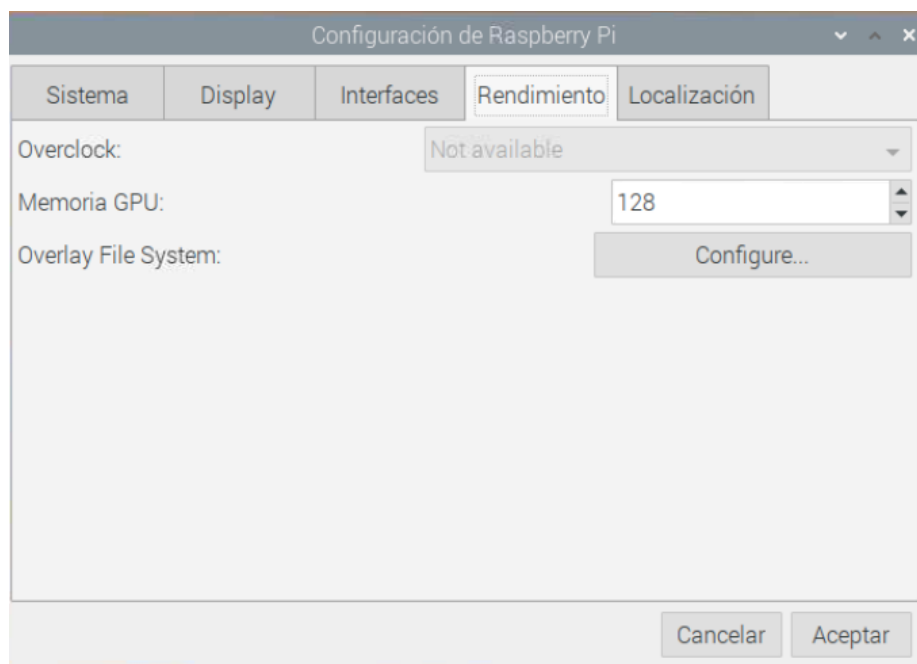 Configuración de Raspberry Pi
Sistema Display Interfaces Rendimiento Localización
Overclock: Not available
Memoria GPU: 128
Overlay File System: Configure...
Cancelar Aceptar